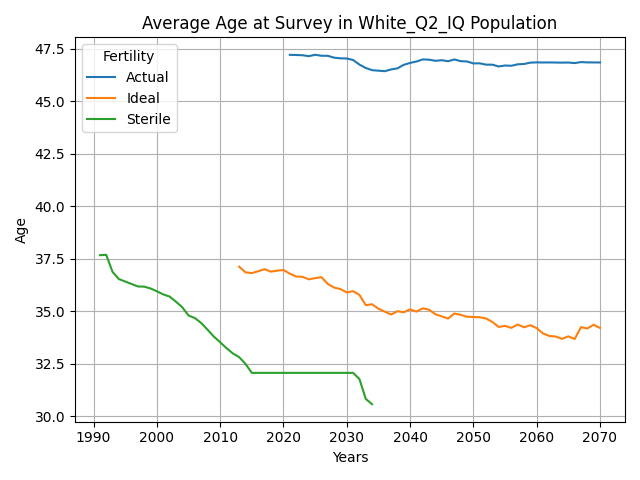 Average Age at Survey in White_Q2_IQ Population
Fertility
Actual
Ideal
Sterile
47.5
45.0
42.5
40.0
37.5
35.0
32.5
30.0
Age
1990 2000 2010 2020 2030 2040 2050 2060 2070
Years